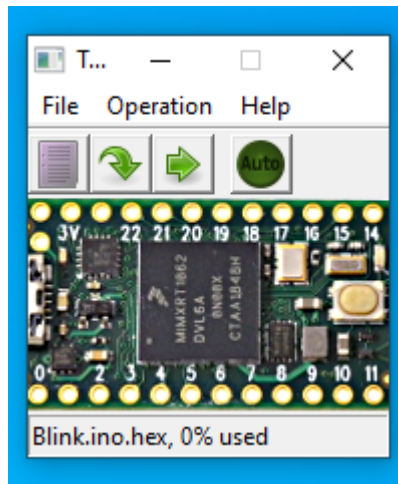 T...
File Operation Help
Auto
3V 22 21 20 19 18 17 16 15 14
MIMXRT1062
DVL6A
0N00X
CTAA1848H
0 2 3 4 5 6 7 8 9 10 11
Blink.ino.hex, 0% used